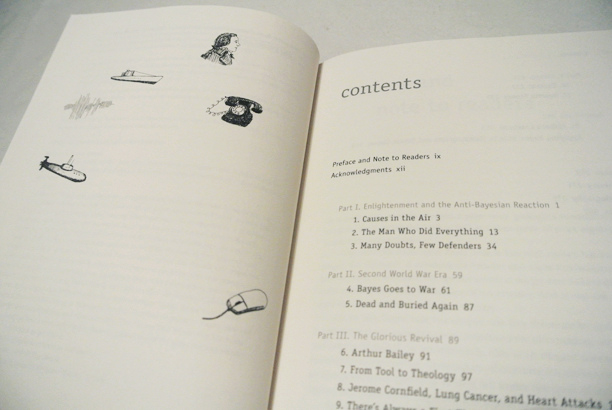 contents
Preface and Note to Readers ix
Acknowledgments xii
Part I. Enlightenment and the Anti-Bayesian Reaction 1
1. Causes in the Air 3
2. The Man Who Did Everything 13
3. Many Doubts, Few Defenders 34
Part II. Second World War Era 59
4. Bayes Goes to War 61
5. Dead and Buried Again 87
Part III. The Glorious Revival 89
6. Arthur Bailey 91
7. From Tool to Theology 97
8. Jerome Cornfield, Lung Cancer, and Heart Attacks
9. There's Always a